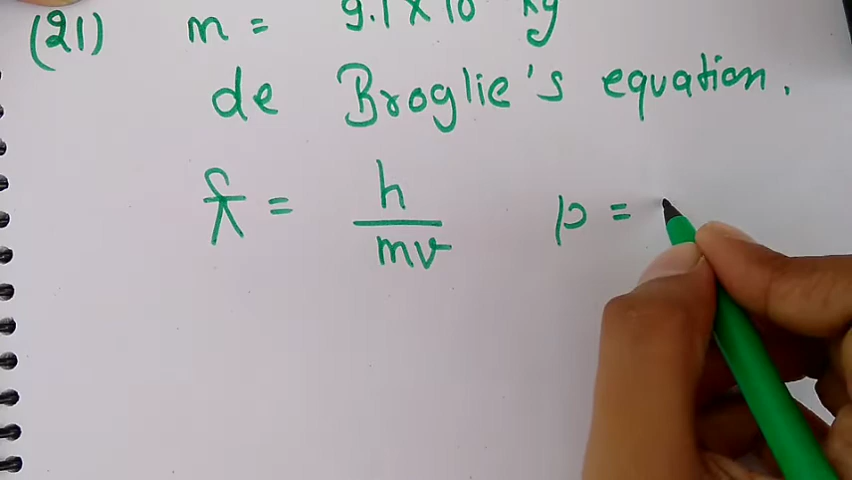 (21) m = 9.1 × 10 kg
de Broglie's equation.
ƛ = h/mv p =